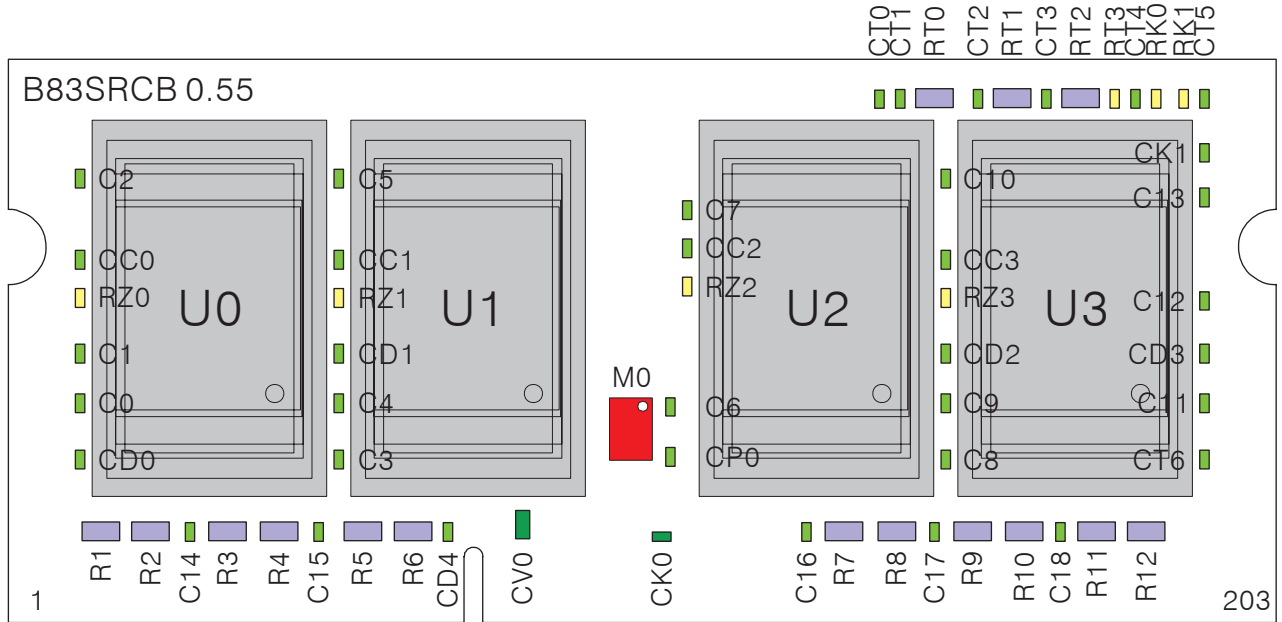 CT0 CT1 RT0 CT2 RT1 CT3 RT2 RT3 CT4 RK0 RK1 CT5
B83SRCB 0.55
CK1
C2 C5 C10
C13
C7
CC2
CC0 CC1 CC3
RZ2
RZ0 RZ1 RZ3 C12
U0 U1 U2 U3
C1 CD1 CD2 CD3
M0
C0 C4 C6 C9 C11
CD0 C3 CP0 C8 CT6
R1 R2 C14 R3 R4 C15 R5 R6 CD4 CV0 CK0 C16 R7 R8 C17 R9 R10 C18 R11 R12
1 203